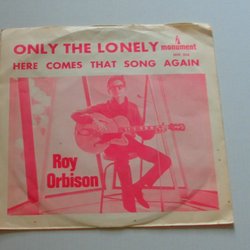 ONLY THE LONELY
monument
HERE COMES THAT SONG AGAIN
Roy
Orbison